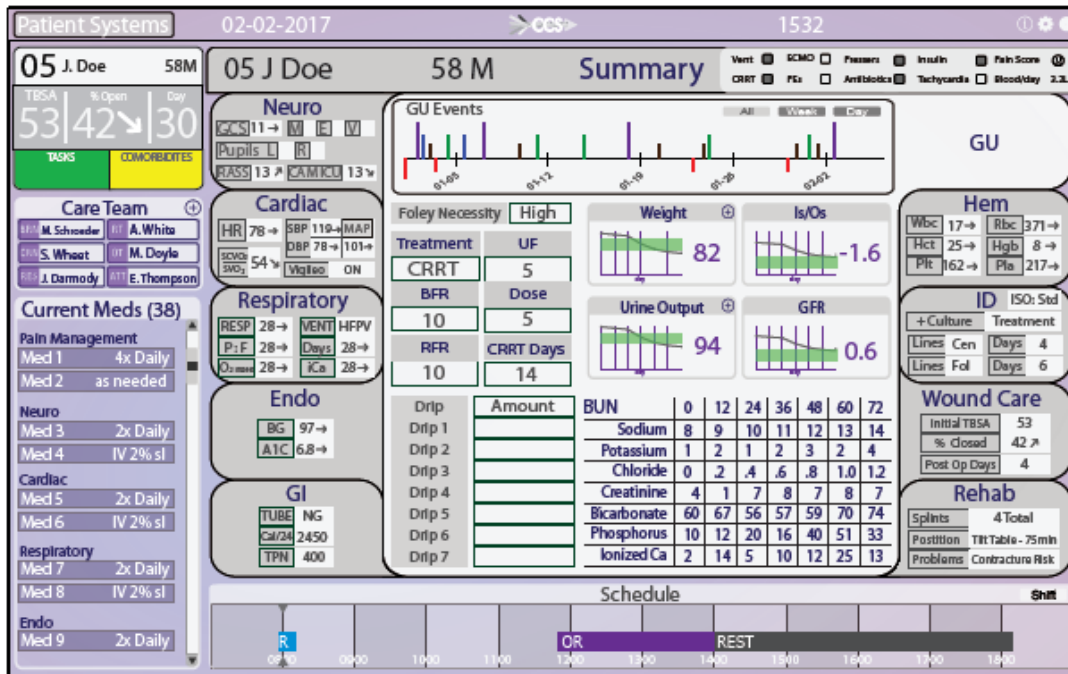 Patient Systems 02-02-2017 CCS 1532
05 J. Doe 58M
TBSA % Open Day
53 42 30
TASKS COMORBIDITES
Care Team
M. Schroeder RT A. White
S. Wheet OT M. Doyle
J. Darmody ATT E. Thompson
Current Meds (38)
Pain Management
Med 1 4x Daily
Med 2 as needed
Neuro
Med 3 2x Daily
Med 4 IV 2% sl
Cardiac
Med 5 2x Daily
Med 6 IV 2% sl
Respiratory
Med 7 2x Daily
Med 8 IV 2% sl
Endo
Med 9 2x Daily
05 J Doe 58 M Summary
Vent ECMO Pressers Insulin Pain Score
CRRT PEs Antibiotics Tachycardia Blood/day 2.2L
Neuro
GCS 11→ M E V
Pupils L R
RASS 13↗ CAM ICU 13↘
Cardiac
HR 78→ SBP 119→ MAP
DBP 78→ 101→
SCVO2 SVO2 54↘ Vigileo ON
Respiratory
RESP 28→ VENT HFPV
P:F 28→ Days 28→
28→ iCa 28→
Endo
BG 97→
A1C 6.8→
GI
TUBE NG
Cal/24 2450
TPN 400
GU Events All Week Day
01-05 01-12 01-19 01-26 02-02
Foley Necessity High
Treatment UF
CRRT 5
BFR Dose
10 5
RFR CRRT Days
10 14
Weight 82
day
Is/Os -1.6
Urine Output 94
day
GFR 0.6
day
Drip Amount
Drip 1
Drip 2
Drip 3
Drip 4
Drip 5
Drip 6
Drip 7
BUN 0 12 24 36 48 60 72
Sodium 8 9 10 11 12 13 14
Potassium 1 2 1 2 3 2 4
Chloride 0 .2 .4 .6 .8 1.0 1.2
Creatinine 4 1 7 8 7 8 7
Bicarbonate 60 67 56 57 59 70 74
Phosphorus 10 12 20 16 40 51 33
Ionized Ca 2 14 5 10 12 25 13
GU
Hem
Wbc 17→ Rbc 371→
Hct 25→ Hgb 8→
Plt 162→ Pla 217→
ID ISO: Std
+Culture Treatment
Lines Cen Days 4
Lines Fol Days 6
Wound Care
Initial TBSA 53
% Closed 42↗
Post Op Days 4
Rehab
Splints 4 Total
Postition Tilt Table - 75min
Problems Contracture Risk
Schedule Shift
R OR REST
0800 0900 1000 1100 1200 1300 1400 1500 1600 1700 1800